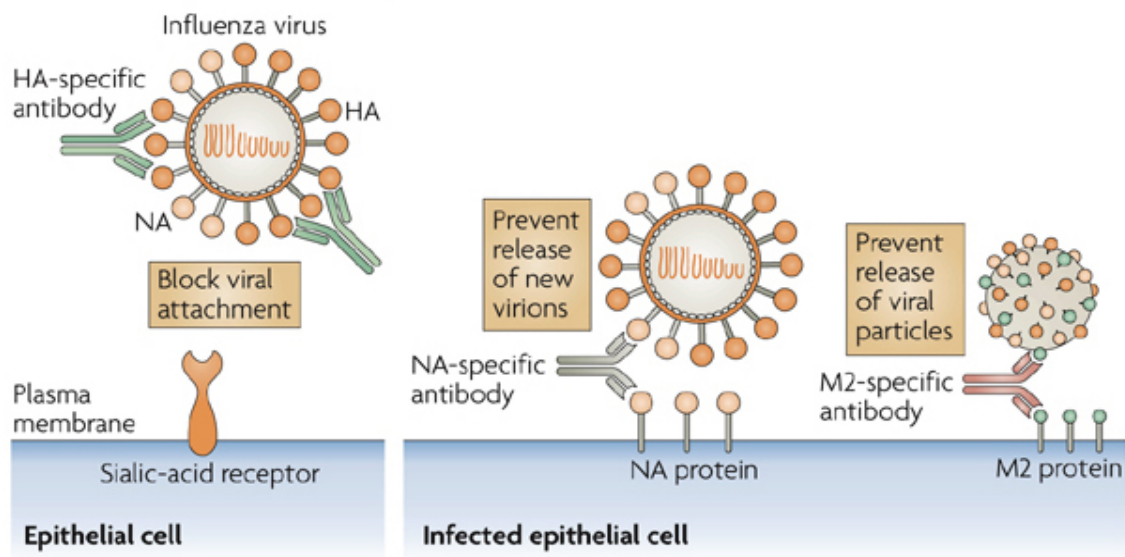 Influenza virus
HA-specific
antibody
HA
NA
Block viral
attachment
Plasma
membrane
Sialic-acid receptor
Epithelial cell
Prevent
release
of new
virions
NA-specific
antibody
NA protein
Prevent
release
of viral
particles
M2-specific
antibody
M2 protein
Infected epithelial cell